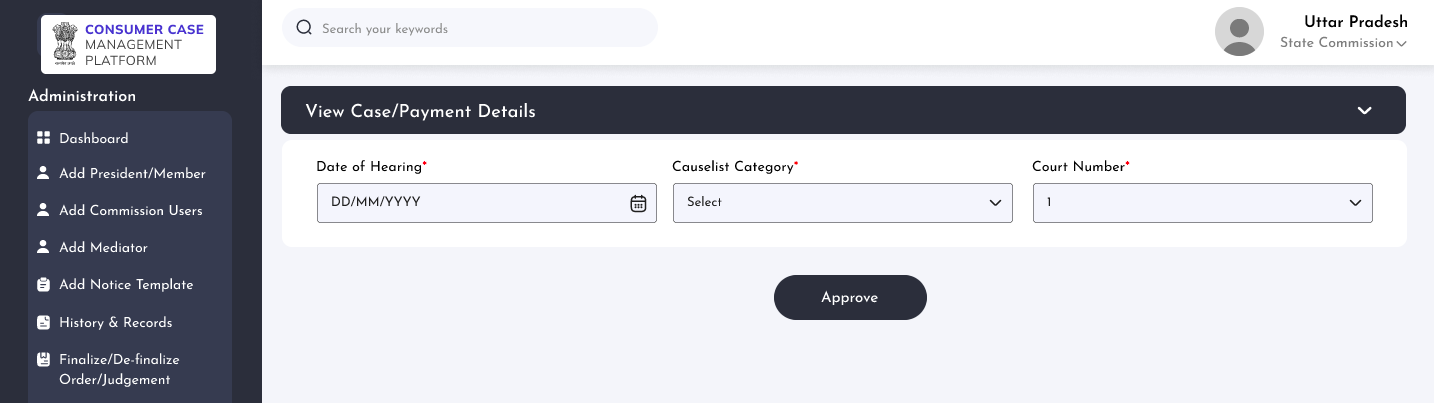 CONSUMER CASE
MANAGEMENT
PLATFORM
Search your keywords
Uttar Pradesh
State Commission
Administration
Dashboard
Add President/Member
Add Commission Users
Add Mediator
Add Notice Template
History & Records
Finalize/De-finalize
Order/Judgement
View Case/Payment Details
Date of Hearing*
Causelist Category*
Court Number*
DD/MM/YYYY
Select
1
Approve